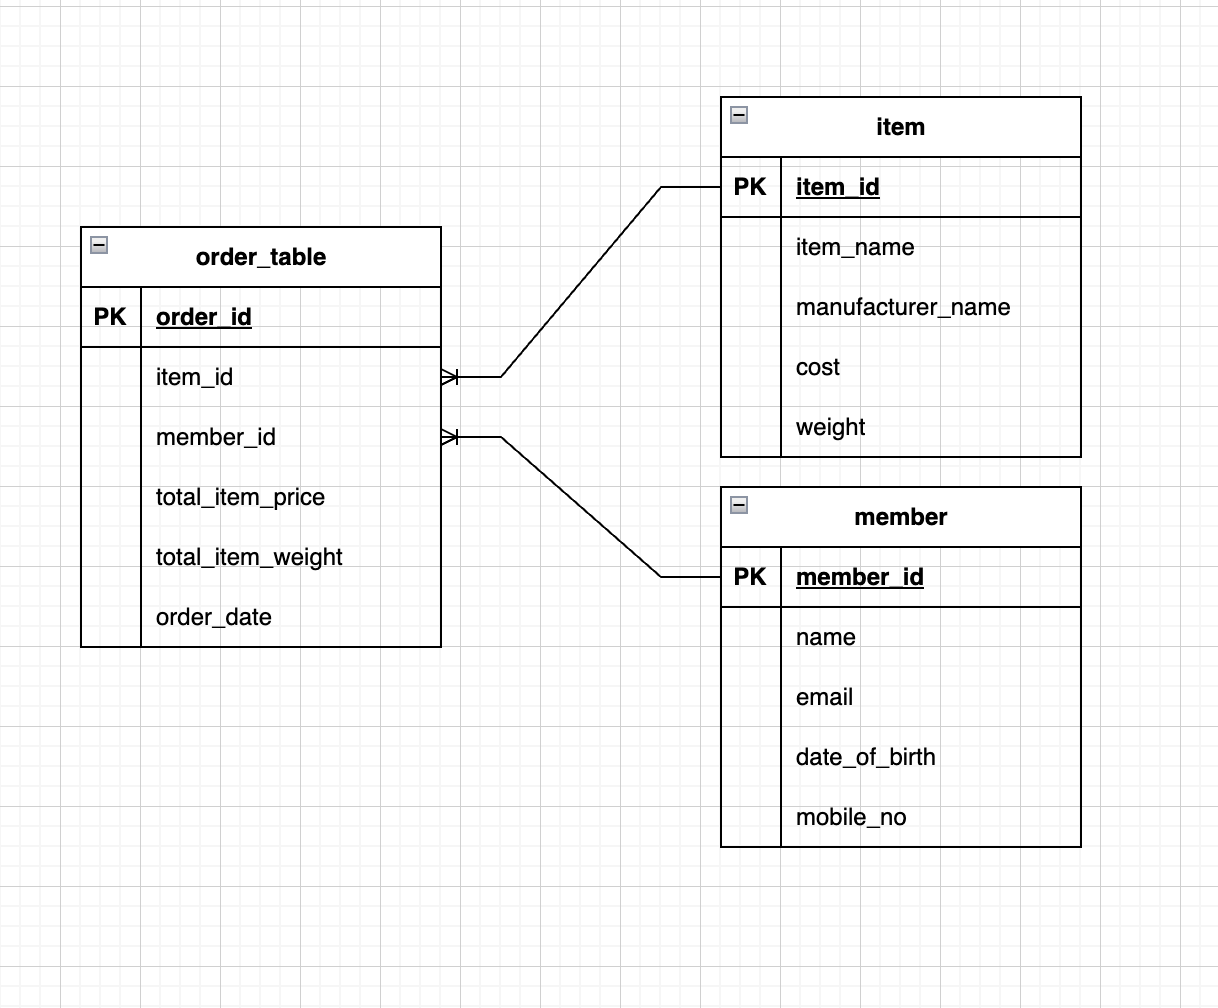 order_table
PK order_id
item_id
member_id
total_item_price
total_item_weight
order_date
item
PK item_id
item_name
manufacturer_name
cost
weight
member
PK member_id
name
email
date_of_birth
mobile_no